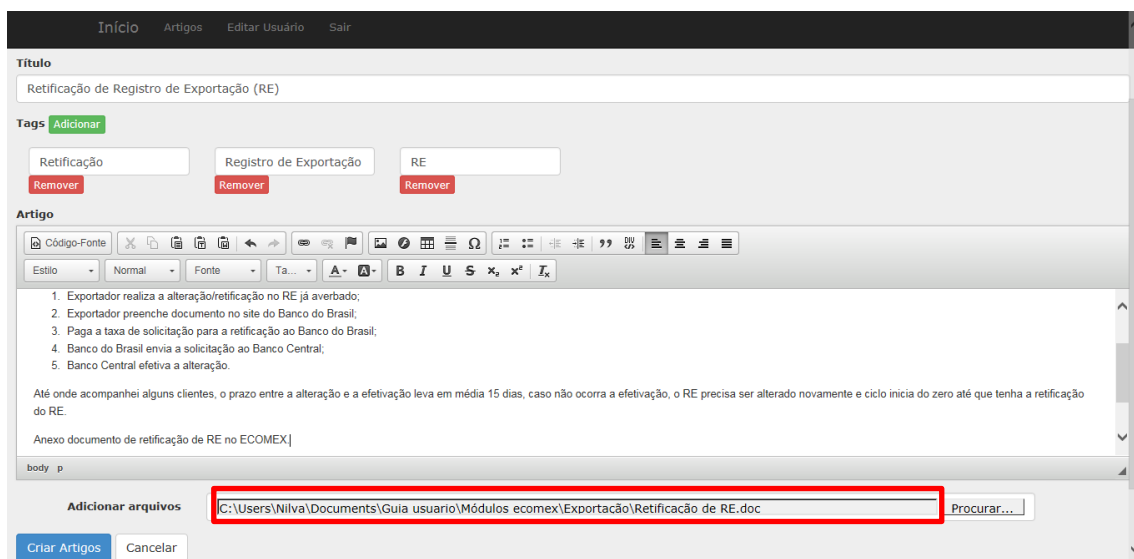 Início Artigos Editar Usuário Sair
Título
Retificação de Registro de Exportação (RE)
Tags Adicionar
Retificação Registro de Exportação RE
Remover Remover Remover
Artigo
Código-Fonte
Estilo Normal Fonte Ta... A A B I U S x₂ x² Tx
1. Exportador realiza a alteração/retificação no RE já averbado;
2. Exportador preenche documento no site do Banco do Brasil;
3. Paga a taxa de solicitação para a retificação ao Banco do Brasil;
4. Banco do Brasil envia a solicitação ao Banco Central;
5. Banco Central efetiva a alteração.
Até onde acompanhei alguns clientes, o prazo entre a alteração e a efetivação leva em média 15 dias, caso não ocorra a efetivação, o RE precisa ser alterado novamente e ciclo inicia do zero até que tenha a retificação
do RE.
Anexo documento de retificação de RE no ECOMEX.
body p
Adicionar arquivos C:\Users\Nilva\Documents\Guia usuario\Módulos ecomex\Exportação\Retificação de RE.doc Procurar...
Criar Artigos Cancelar